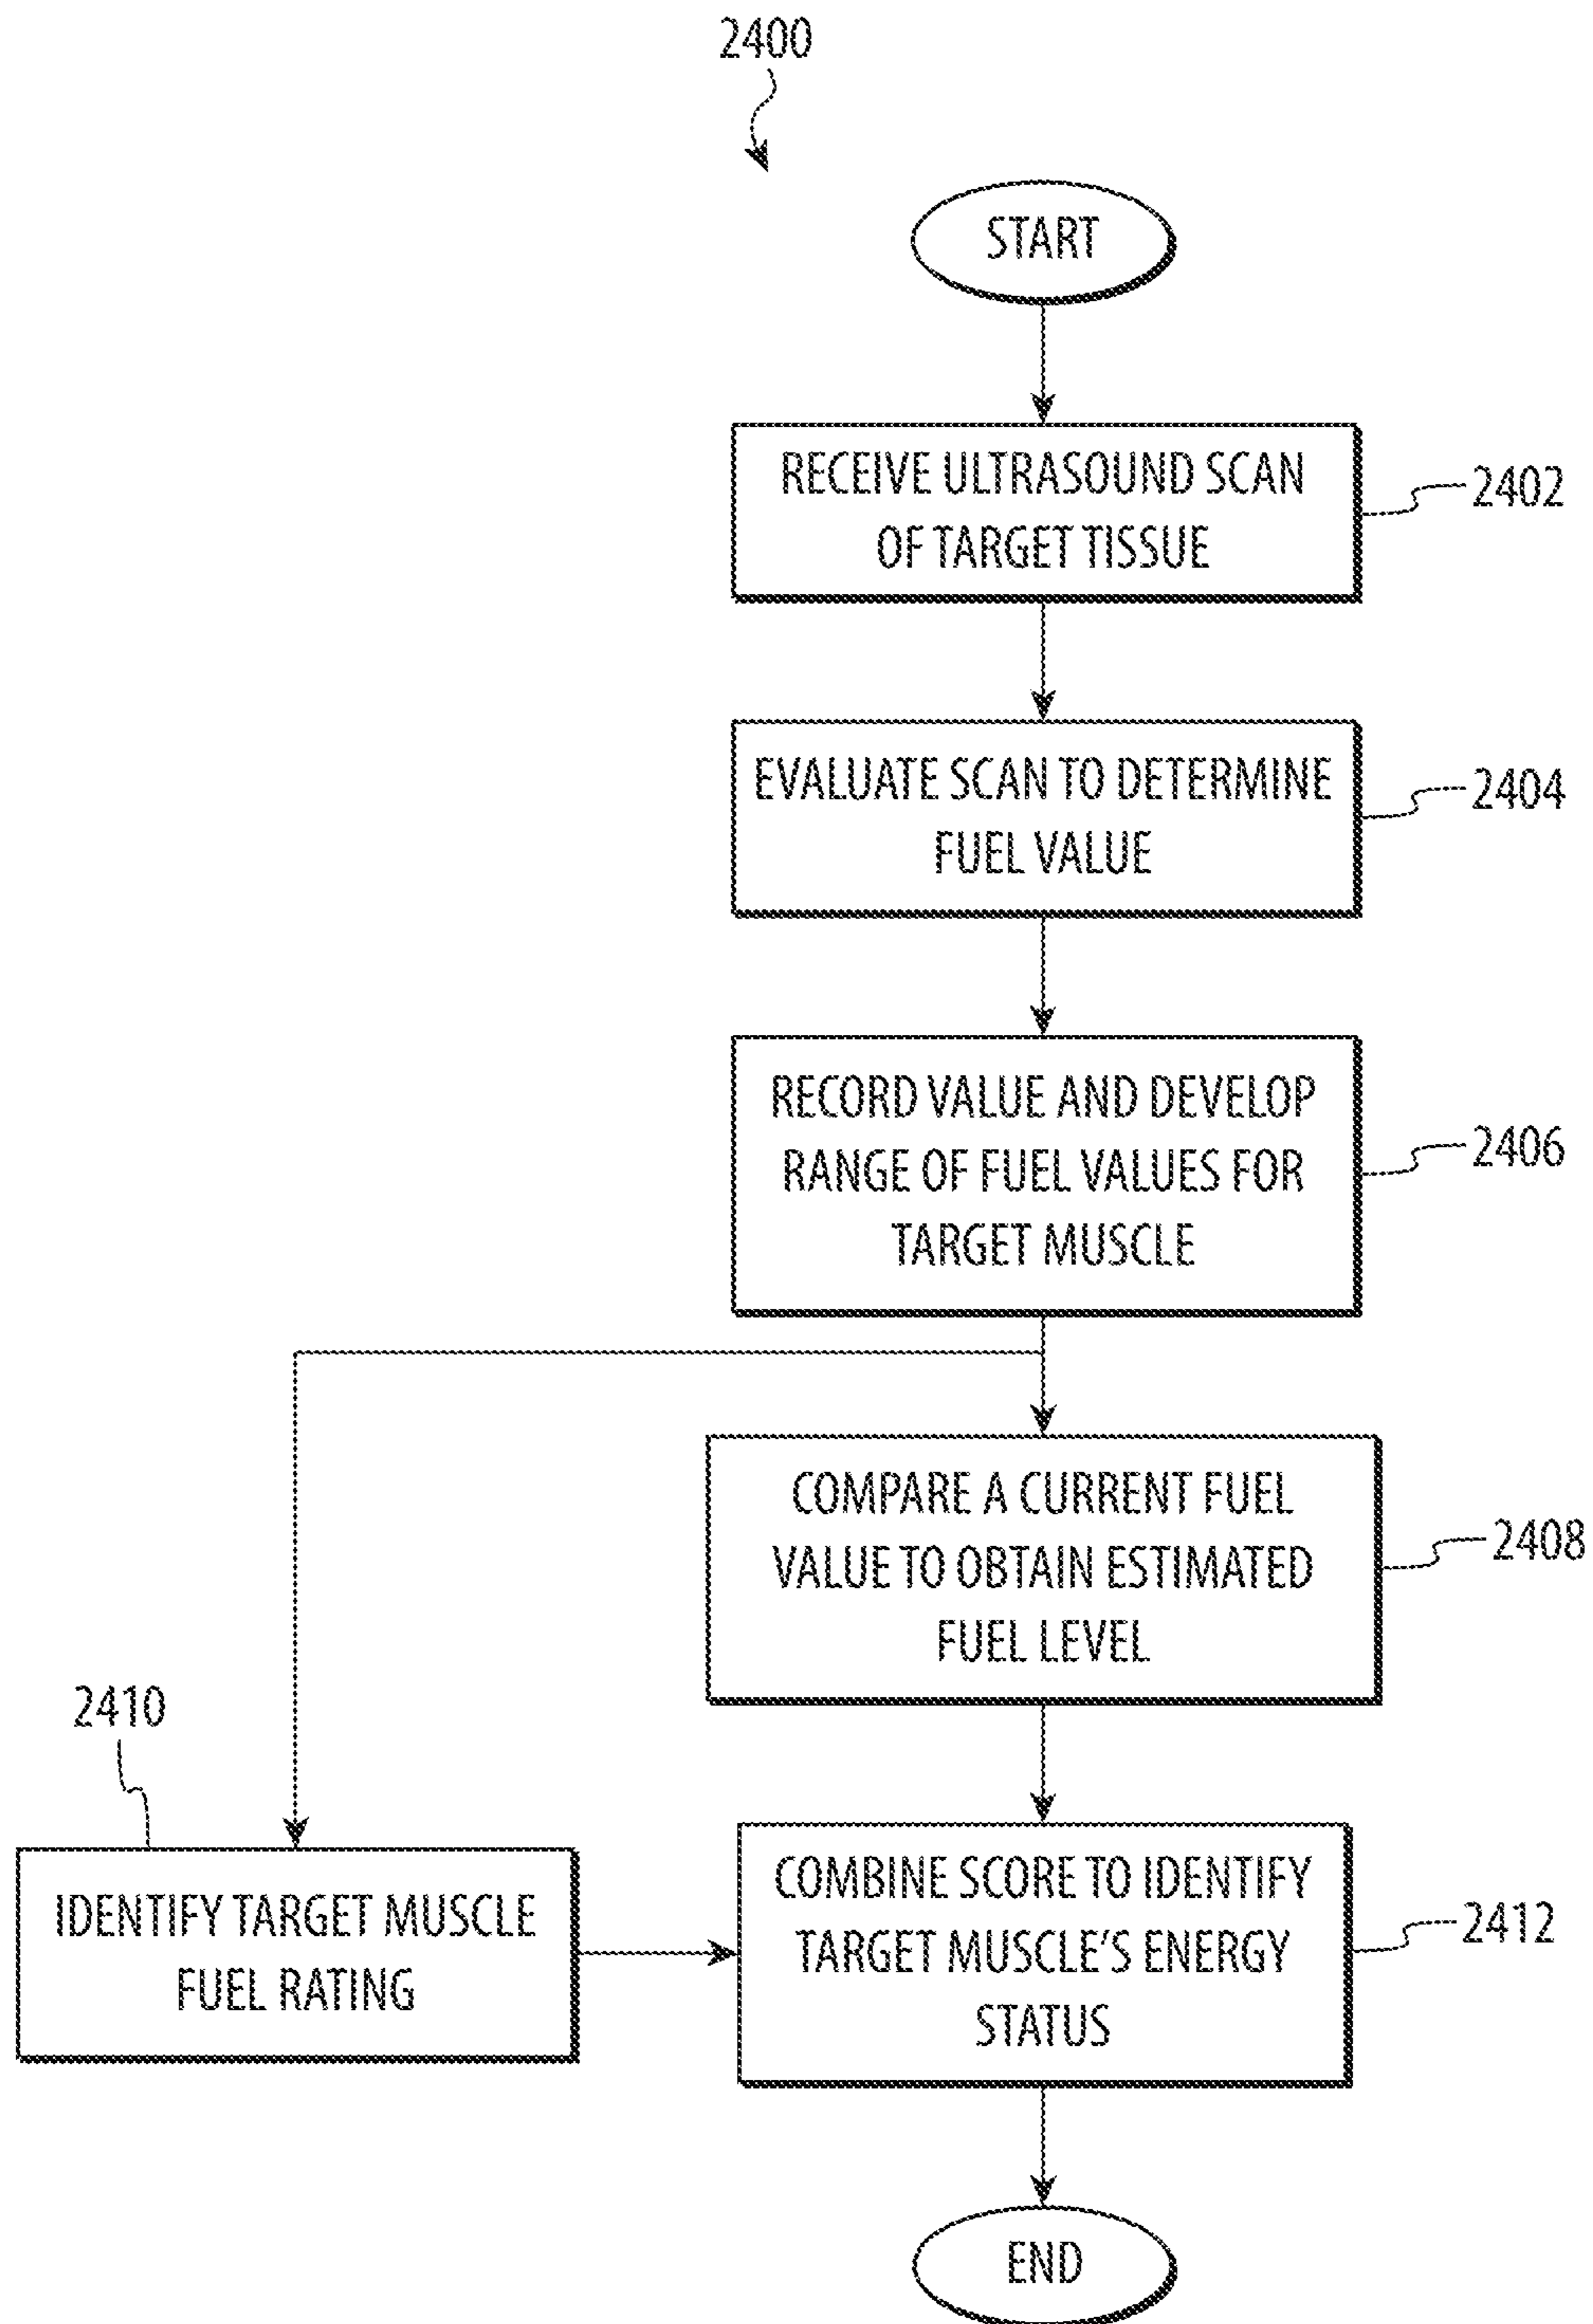 2400
START
RECEIVE ULTRASOUND SCAN
OF TARGET TISSUE
2402
EVALUATE SCAN TO DETERMINE
FUEL VALUE
2404
RECORD VALUE AND DEVELOP
RANGE OF FUEL VALUES FOR
TARGET MUSCLE
2406
COMPARE A CURRENT FUEL
VALUE TO OBTAIN ESTIMATED
FUEL LEVEL
2408
2410
IDENTIFY TARGET MUSCLE
FUEL RATING
COMBINE SCORE TO IDENTIFY
TARGET MUSCLE'S ENERGY
STATUS
2412
END